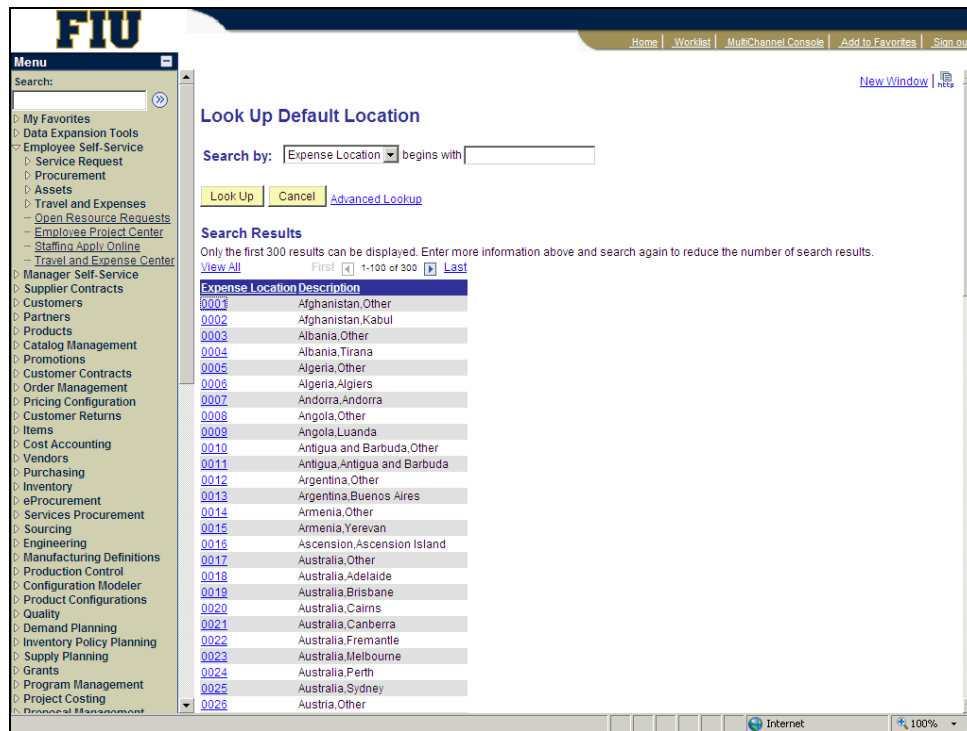 FIU
Home | Worklist | MultiChannel Console | Add to Favorites | Sign ou
Menu
Search:
My Favorites
Data Expansion Tools
Employee Self-Service
Service Request
Procurement
Assets
Travel and Expenses
Open Resource Requests
Employee Project Center
Staffing Apply Online
Travel and Expense Center
Manager Self-Service
Supplier Contracts
Customers
Partners
Products
Catalog Management
Promotions
Customer Contracts
Order Management
Pricing Configuration
Customer Returns
Items
Cost Accounting
Vendors
Purchasing
Inventory
eProcurement
Services Procurement
Sourcing
Engineering
Manufacturing Definitions
Production Control
Configuration Modeler
Product Configurations
Quality
Demand Planning
Inventory Policy Planning
Supply Planning
Grants
Program Management
Project Costing
Proposal Management
New Window | http
Look Up Default Location
Search by: Expense Location begins with
Look Up Cancel Advanced Lookup
Search Results
Only the first 300 results can be displayed. Enter more information above and search again to reduce the number of search results.
View All First 1-100 of 300 Last
Expense Location Description
0001 Afghanistan,Other
0002 Afghanistan,Kabul
0003 Albania,Other
0004 Albania,Tirana
0005 Algeria,Other
0006 Algeria,Algiers
0007 Andorra,Andorra
0008 Angola,Other
0009 Angola,Luanda
0010 Antigua and Barbuda,Other
0011 Antigua,Antigua and Barbuda
0012 Argentina,Other
0013 Argentina,Buenos Aires
0014 Armenia,Other
0015 Armenia,Yerevan
0016 Ascension,Ascension Island
0017 Australia,Other
0018 Australia,Adelaide
0019 Australia,Brisbane
0020 Australia,Cairns
0021 Australia,Canberra
0022 Australia,Fremantle
0023 Australia,Melbourne
0024 Australia,Perth
0025 Australia,Sydney
0026 Austria,Other
Internet 100%